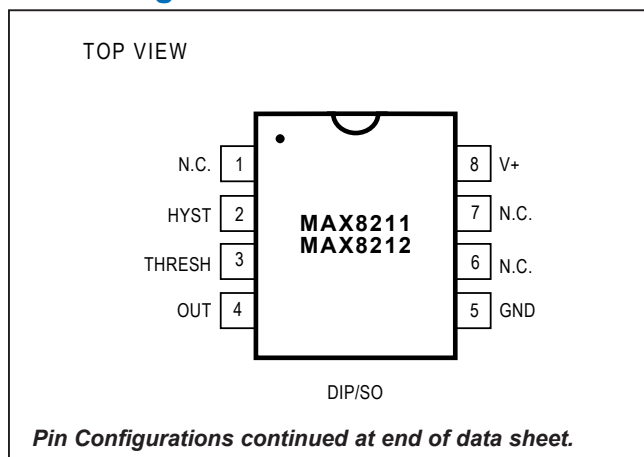 TOP VIEW
N.C. 1
HYST 2
THRESH 3
OUT 4
MAX8211
MAX8212
8 V+
7 N.C.
6 N.C.
5 GND
DIP/SO
Pin Configurations continued at end of data sheet.